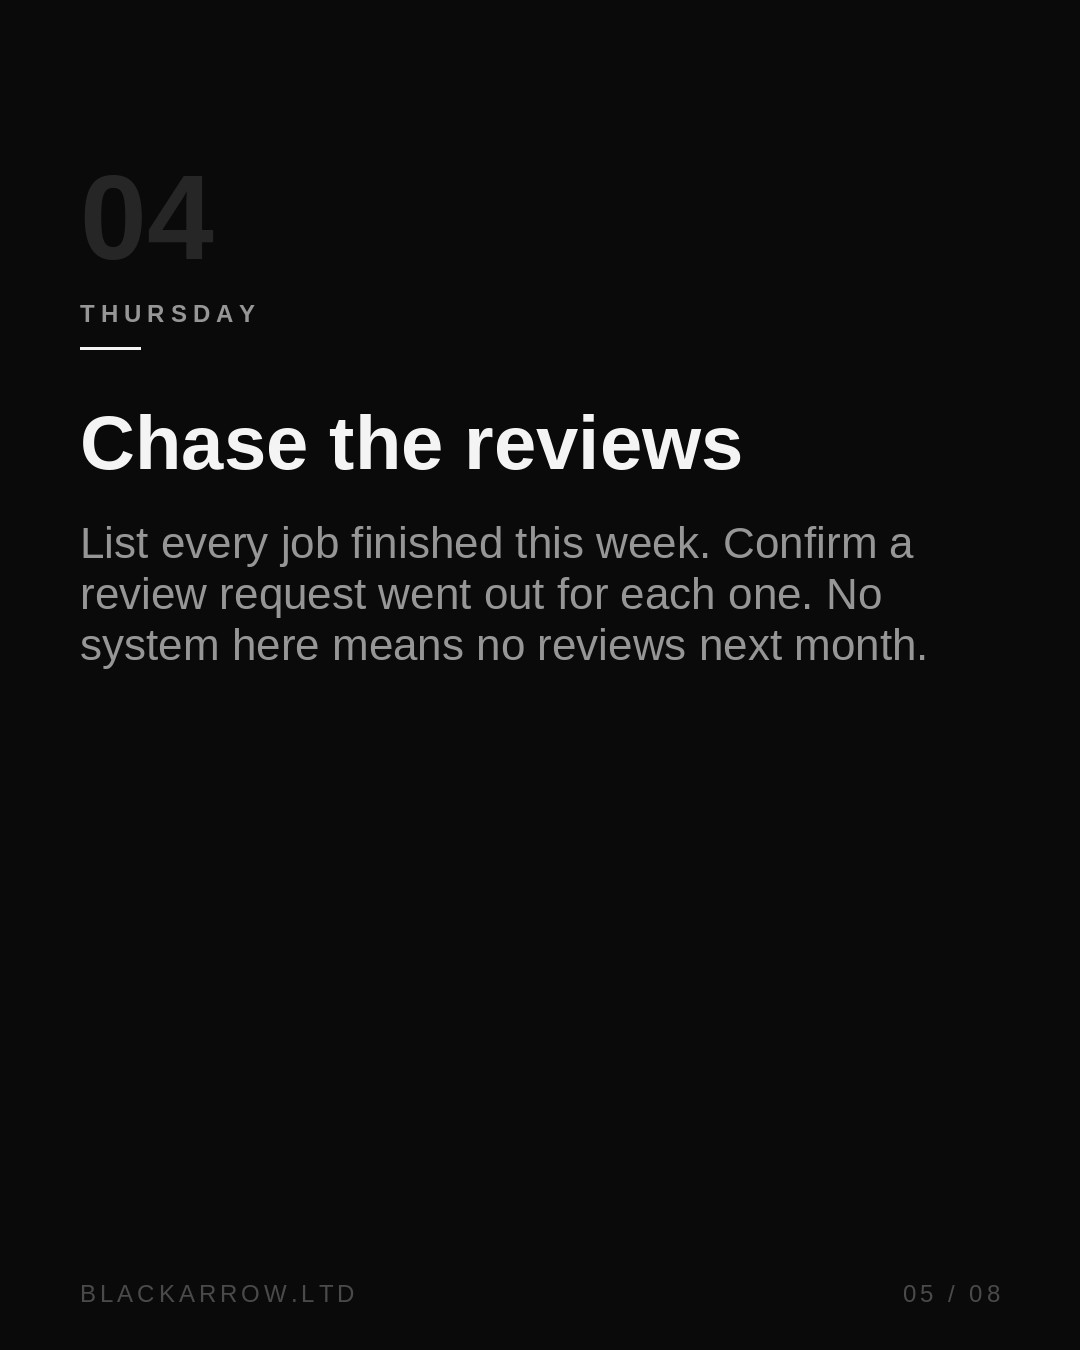 04
THURSDAY
Chase the reviews
List every job finished this week. Confirm a
review request went out for each one. No
system here means no reviews next month.
BLACKARROW.LTD
05 / 08